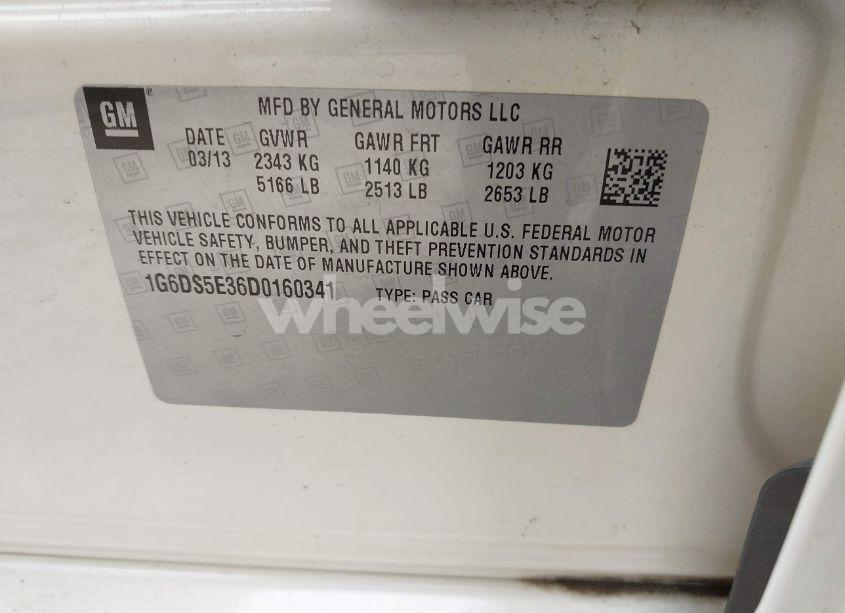 GM
MFD BY GENERAL MOTORS LLC
DATE GVWR GAWR FRT GAWR RR
03/13 2343 KG 1140 KG 1203 KG
5166 LB 2513 LB 2653 LB
THIS VEHICLE CONFORMS TO ALL APPLICABLE U.S. FEDERAL MOTOR
VEHICLE SAFETY, BUMPER, AND THEFT PREVENTION STANDARDS IN
EFFECT ON THE DATE OF MANUFACTURE SHOWN ABOVE.
1G6DS5E36D0160341 TYPE: PASS CAR
wheelwise